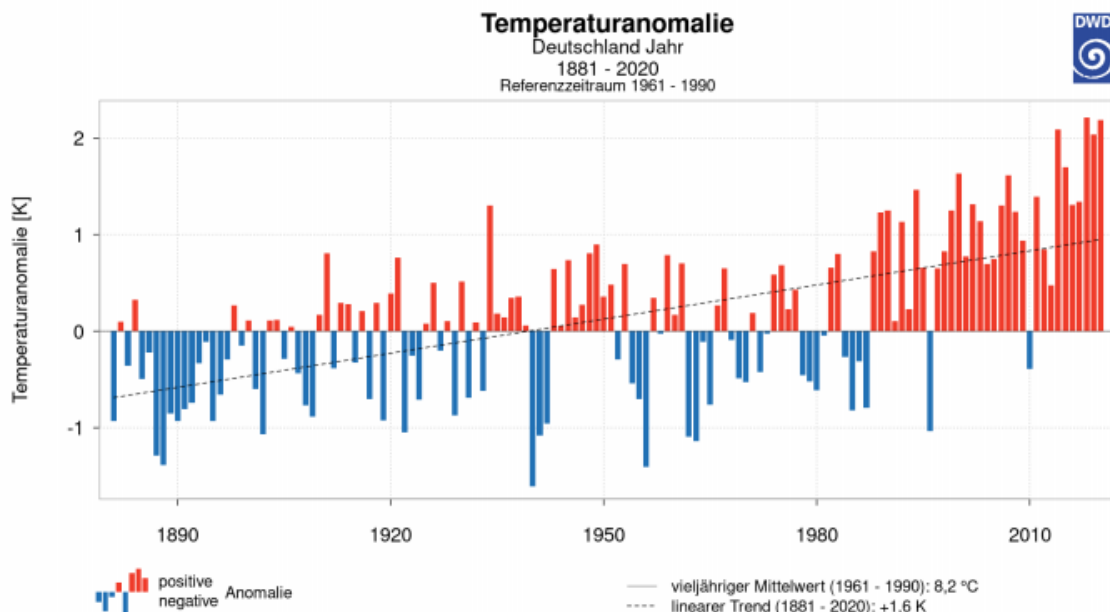 Temperaturanomalie
Deutschland Jahr
1881 - 2020
Referenzzeitraum 1961 - 1990
DWD
Temperaturanomalie [K]
2
1
0
-1
1890 1920 1950 1980 2010
positive
negative
Anomalie
vieljähriger Mittelwert (1961 - 1990): 8,2 °C
linearer Trend (1881 - 2020): +1,6 K